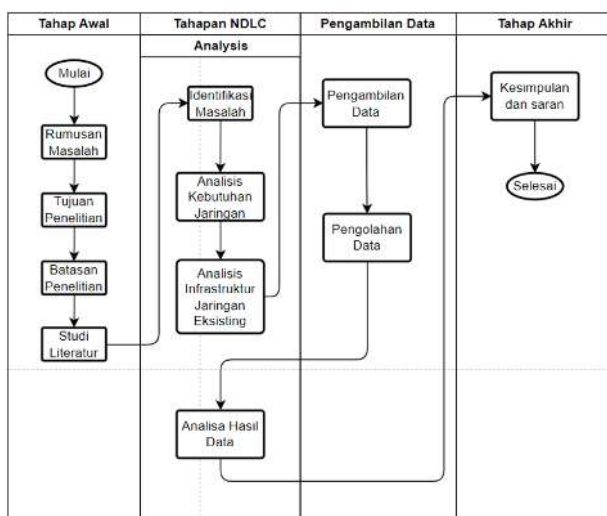 Tahap Awal
Tahapan NDLC
Pengambilan Data
Tahap Akhir
Analysis
Mulai
Rumusan
Masalah
Tujuan
Penelitian
Batasan
Penelitian
Studi
Literatur
Identifikasi
Masalah
Analisis
Kebutuhan
Jaringan
Analisis
Infrastruktur
Jaringan
Eksisting
Analisa Hasil
Data
Pengambilan
Data
Pengolahan
Data
Kesimpulan
dan saran
Selesai